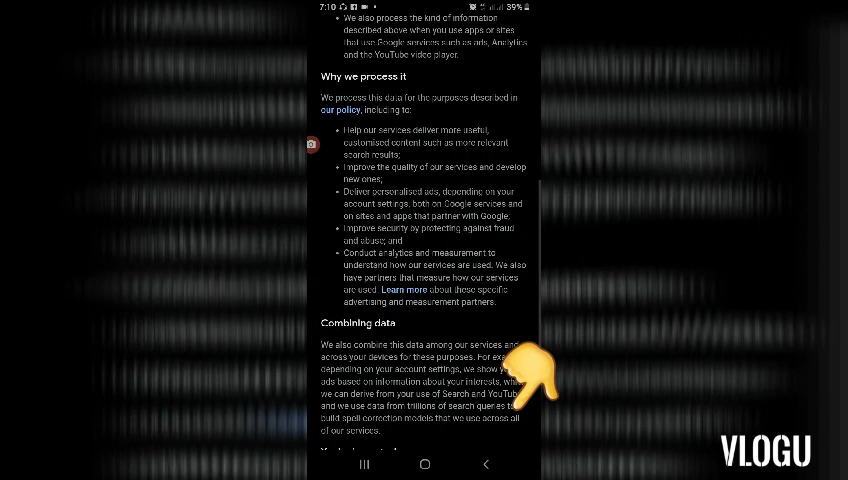 7:10 39%
We also process the kind of information
described above when you use apps or sites
that use Google services such as ads, Analytics
and the YouTube video player.
Why we process it
We process this data for the purposes described in
our policy, including to:
Help our services deliver more useful,
customised content such as more relevant
search results;
Improve the quality of our services and develop
new ones;
Deliver personalised ads, depending on your
account settings, both on Google services and
on sites and apps that partner with Google;
Improve security by protecting against fraud
and abuse; and
Conduct analytics and measurement to
understand how our services are used. We also
have partners that measure how our services
are used. Learn more about these specific
advertising and measurement partners.
Combining data
We also combine this data among our services and
across your devices for these purposes. For
depending on your account settings, we show
ads based on information about your interests,
we can derive from your use of Search and YouTube
and we use data from trillions of search queries to
build spell correction models that we use across all
of our services.
VLOGU